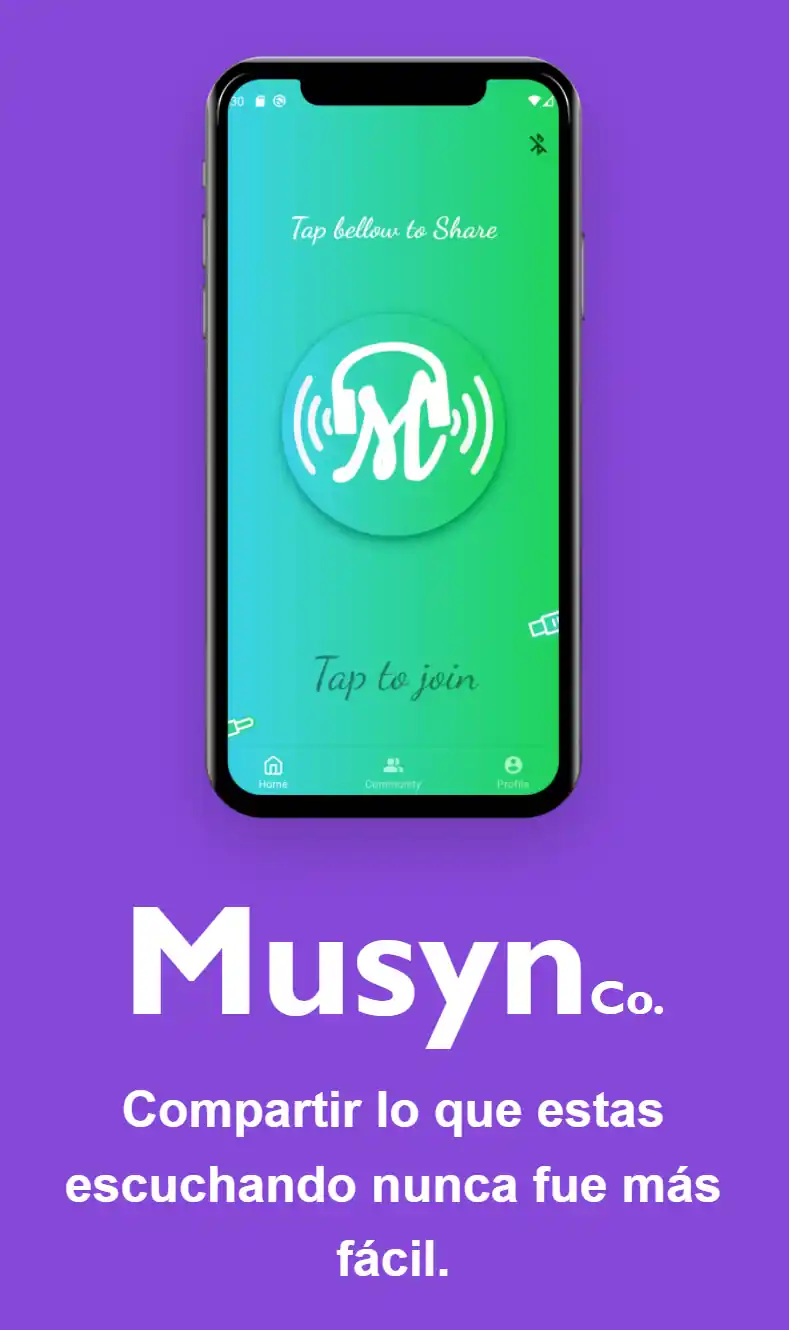 30
Tap bellow to Share
M
Tap to join
Home Community Profile
Musyn Co.
Compartir lo que estas
escuchando nunca fue más
fácil.